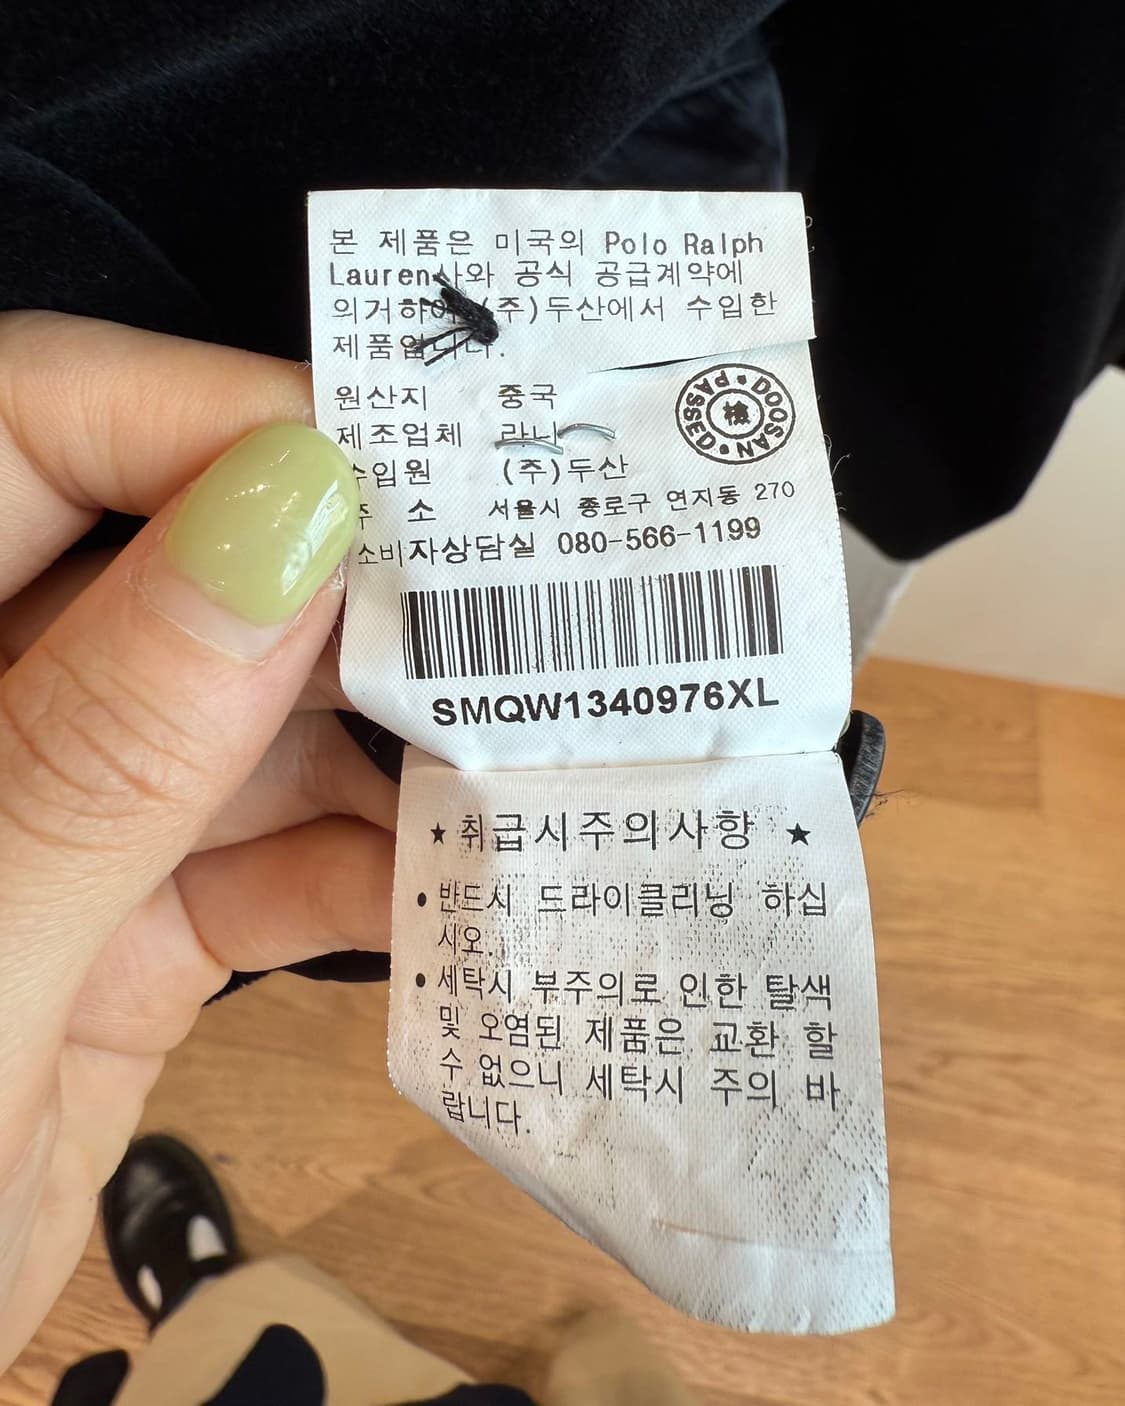 본 제품은 미국의 Polo Ralph
Lauren사와 공식 공급계약에
의거하여 (주)두산에서 수입한
제품입니다.
원산지 중국
제조업체
수입원 (주)두산
주 소 서울시 종로구 연지동 270
소비자상담실 080-566-1199
DOOSAN PASSED
檢
SMQW1340976XL
★ 취급시주의사항 ★
• 반드시 드라이클리닝 하십
시오.
• 세탁시 부주의로 인한 탈색
및 오염된 제품은 교환 할
수 없으니 세탁시 주의 바
랍니다.